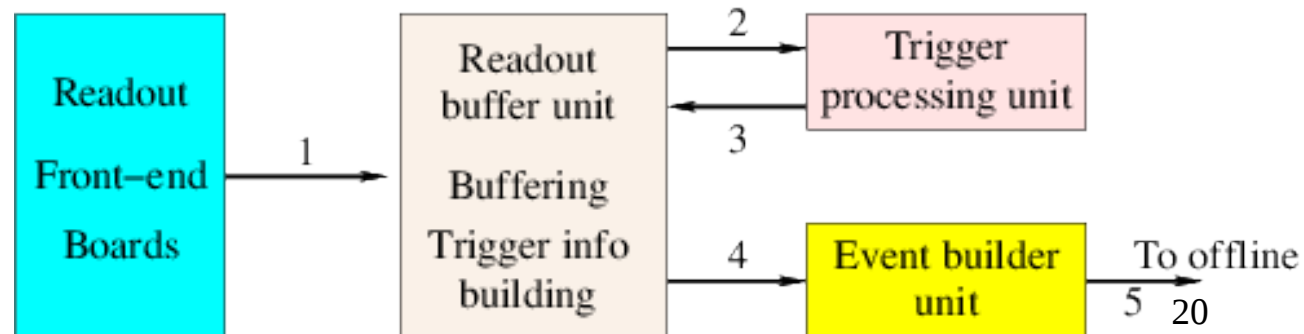 Readout
Front–end
Boards
1
Readout
buffer unit
Buffering
Trigger info
building
2
3
Trigger
processing unit
4
Event builder
unit
To offline
5
20